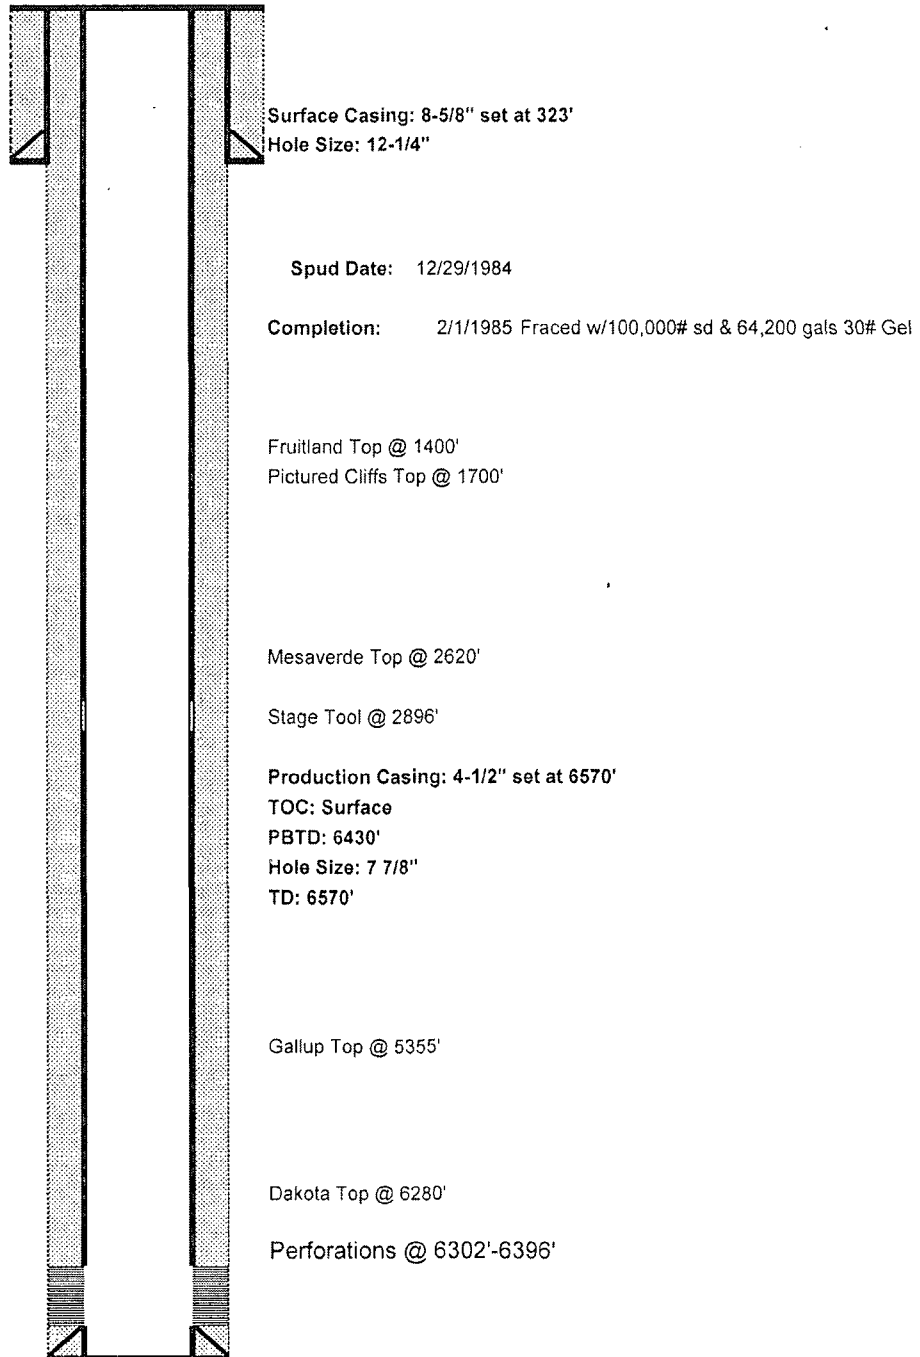 Surface Casing: 8-5/8" set at 323'
Hole Size: 12-1/4"
Spud Date: 12/29/1984
Completion: 2/1/1985 Fraced w/100,000# sd & 64,200 gals 30# Gel
Fruitland Top @ 1400'
Pictured Cliffs Top @ 1700'
Mesaverde Top @ 2620'
Stage Tool @ 2896'
Production Casing: 4-1/2" set at 6570'
TOC: Surface
PBTD: 6430'
Hole Size: 7 7/8"
TD: 6570'
Gallup Top @ 5355'
Dakota Top @ 6280'
Perforations @ 6302'-6396'